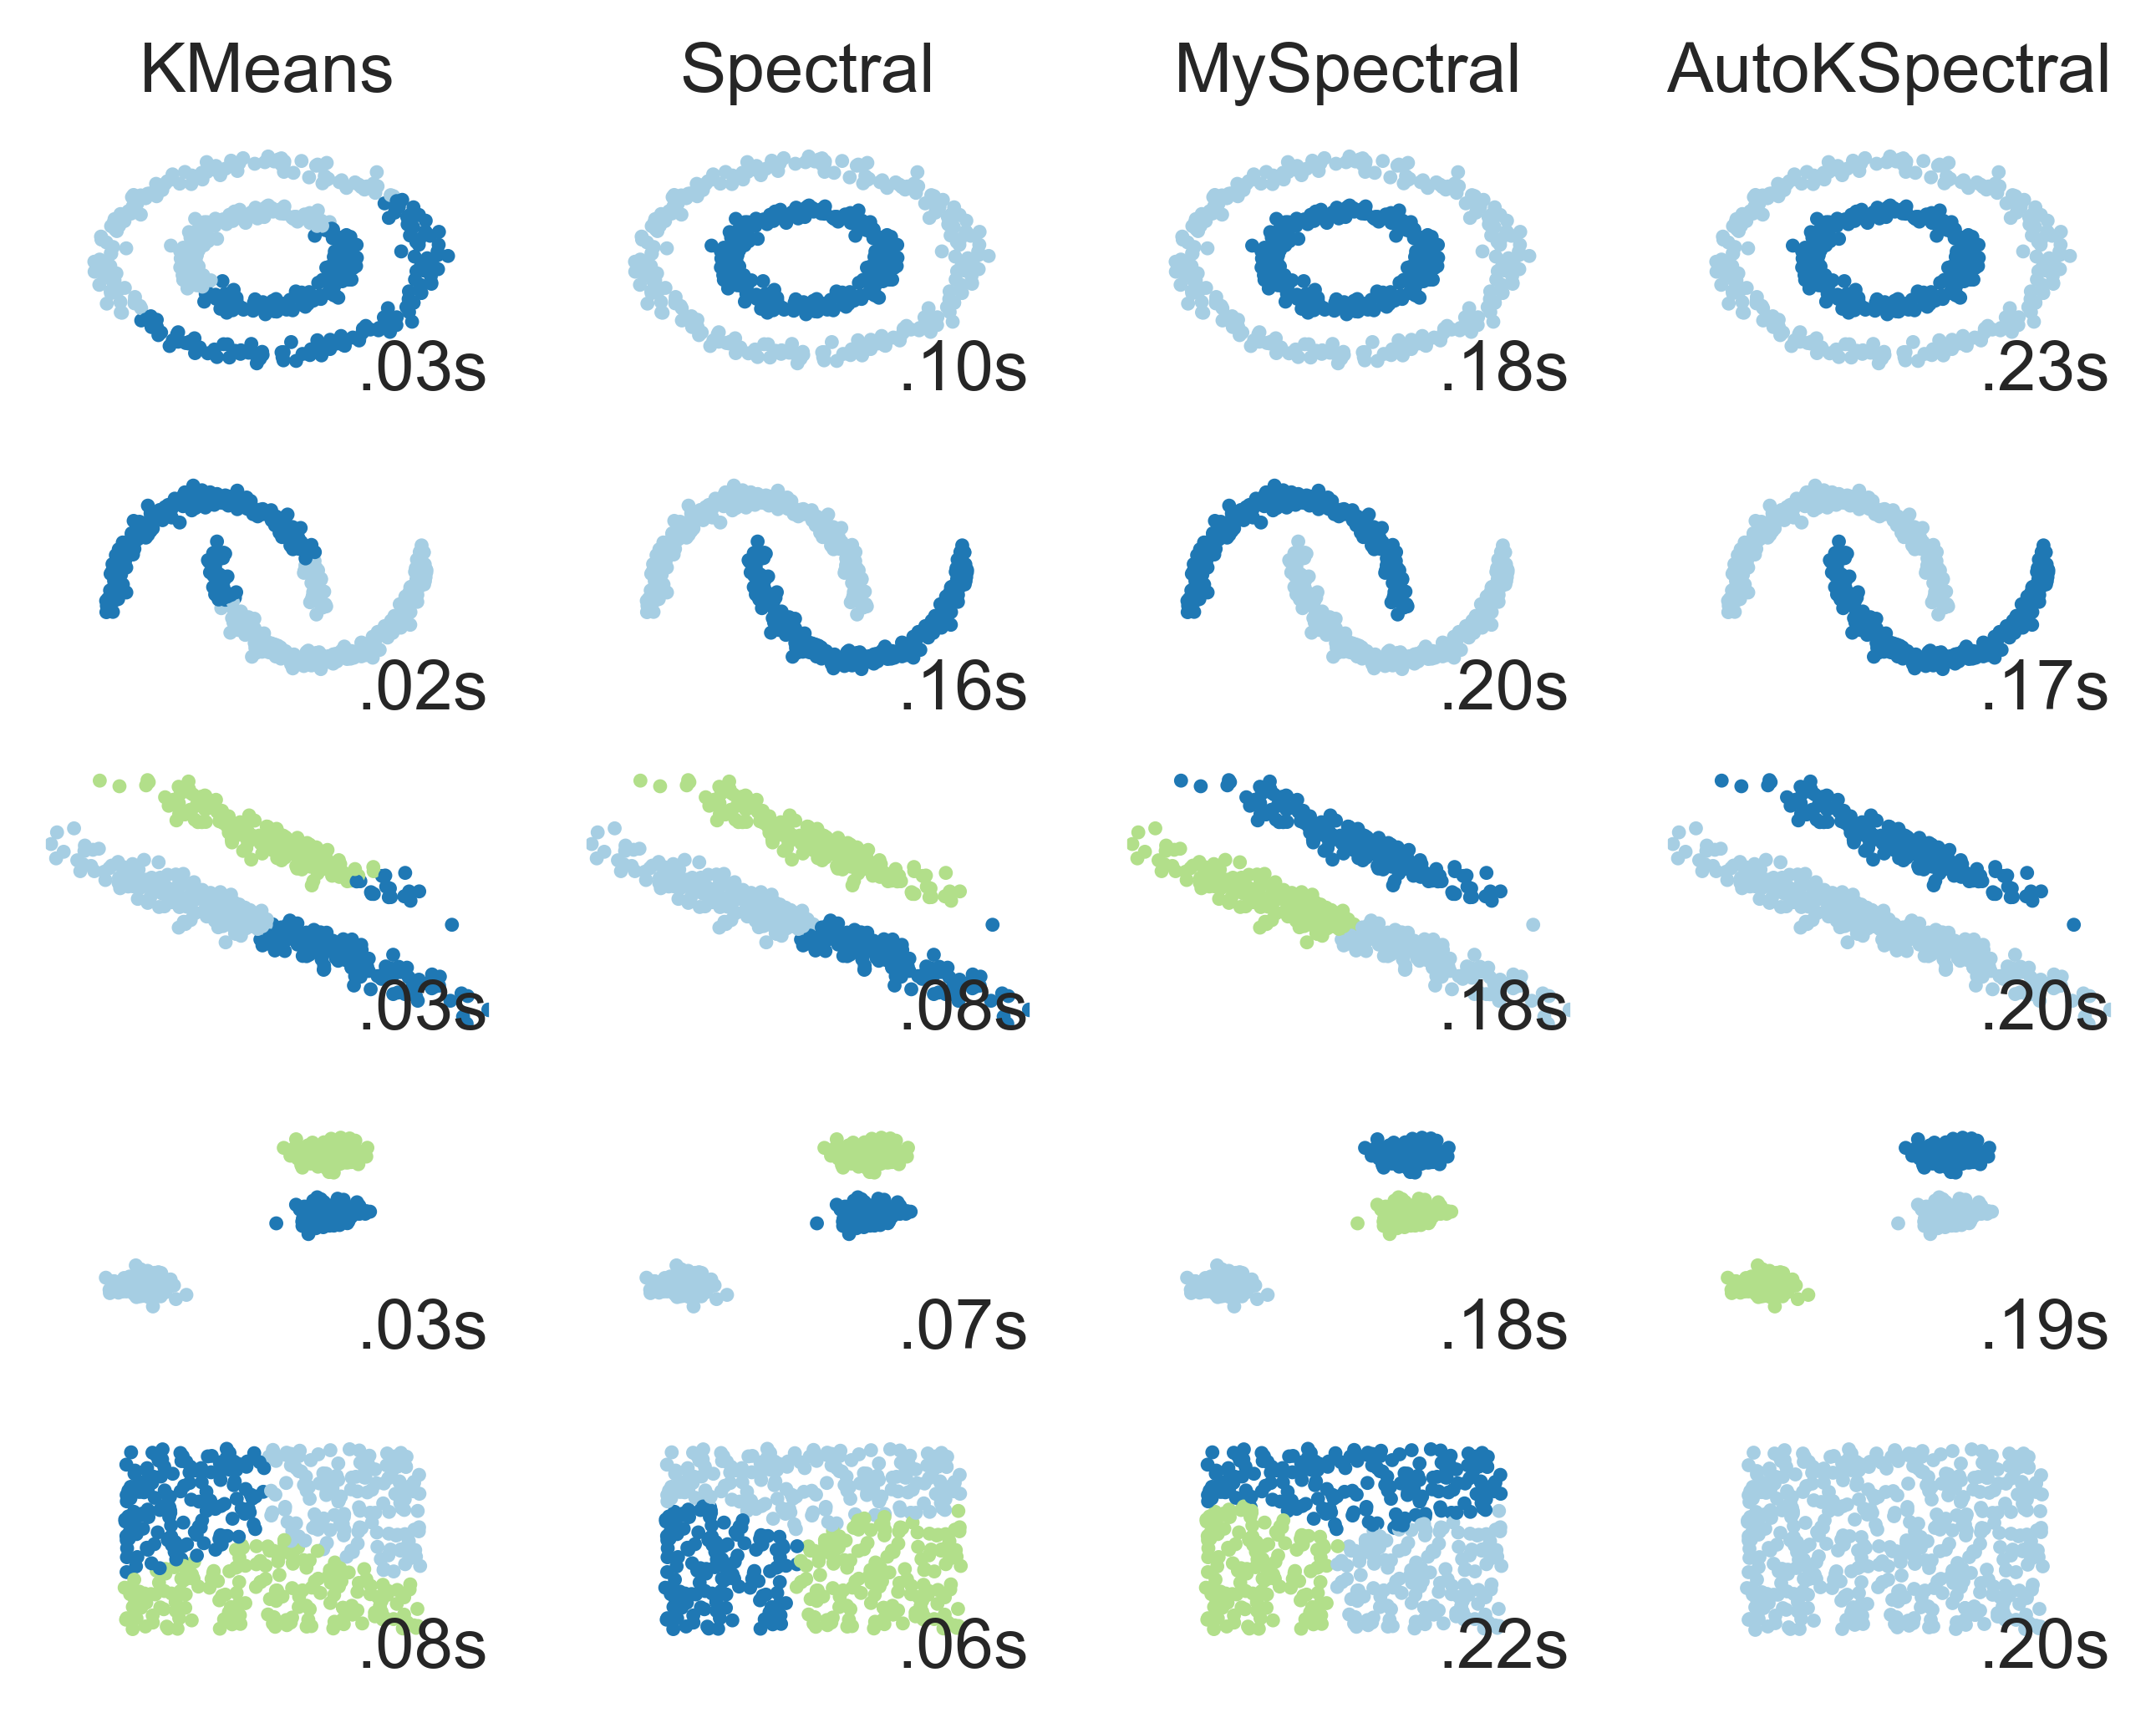 KMeans Spectral MySpectral AutoKSpectral
.03s .10s .18s .23s
.02s .16s .20s .17s
.03s .08s .18s .20s
.03s .07s .18s .19s
.08s .06s .22s .20s